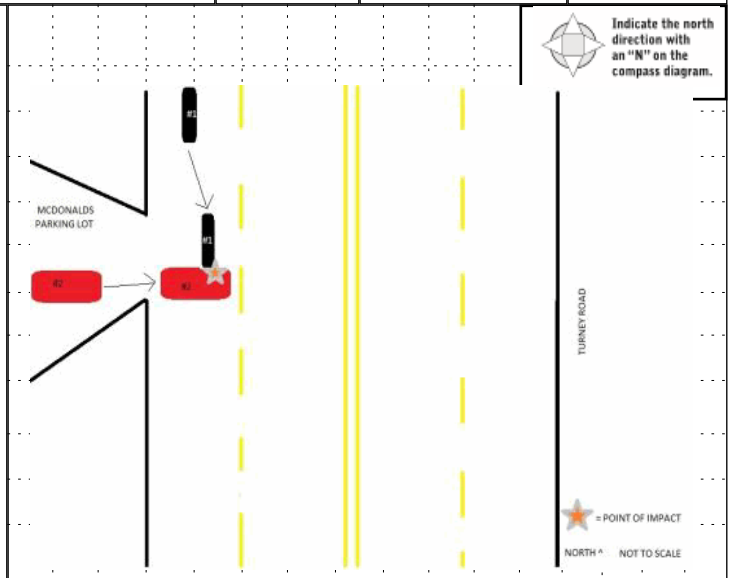 Indicate the north
direction with
an "N" on the
compass diagram.
#1
MCDONALDS
PARKING LOT
#1
#2
#2
TURNEY ROAD
= POINT OF IMPACT
NORTH ^ NOT TO SCALE